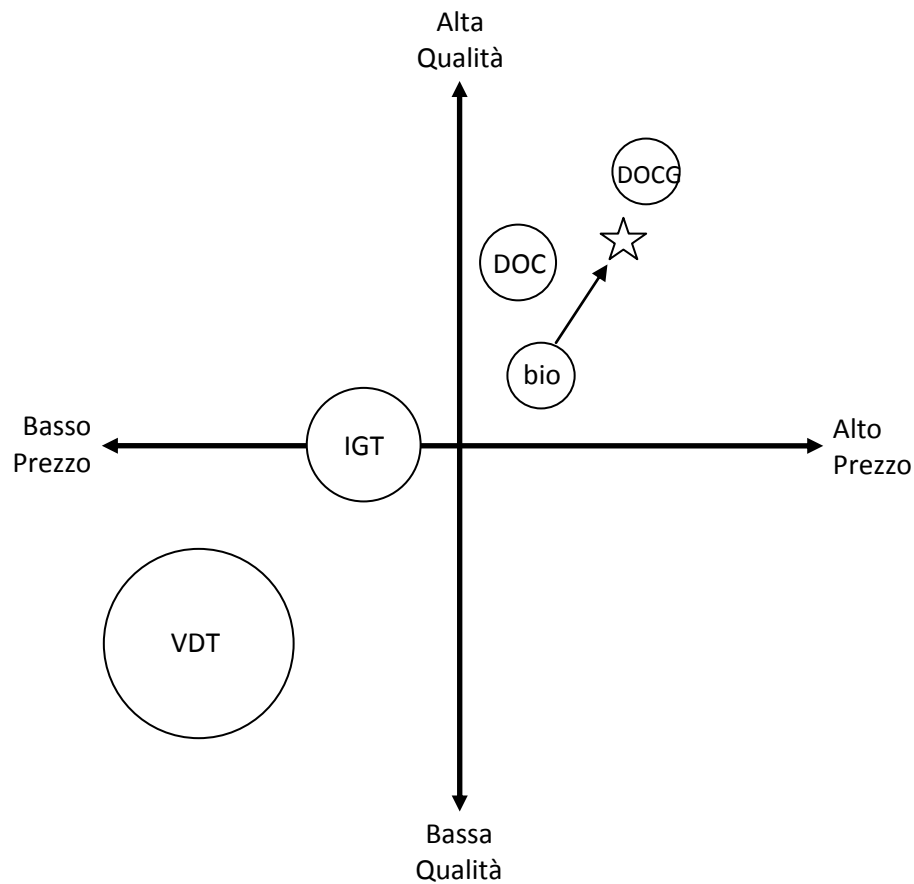 Alta
Qualità
DOCG
DOC
bio
Basso
Prezzo
IGT
Alto
Prezzo
VDT
Bassa
Qualità